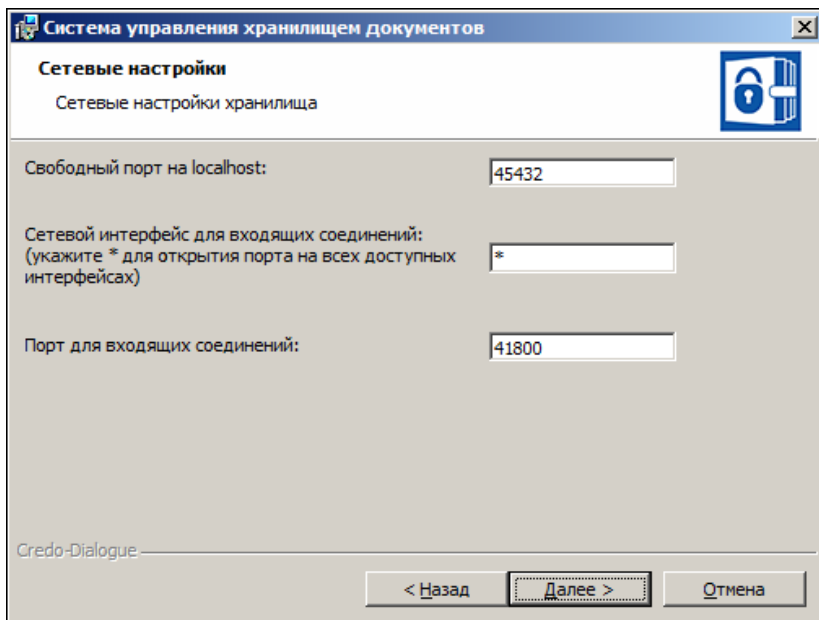 Система управления хранилищем документов
Сетевые настройки
Сетевые настройки хранилища
Свободный порт на localhost:
45432
Сетевой интерфейс для входящих соединений:
(укажите * для открытия порта на всех доступных
интерфейсах)
*
Порт для входящих соединений:
41800
Credo-Dialogue
< Назад
Далее >
Отмена